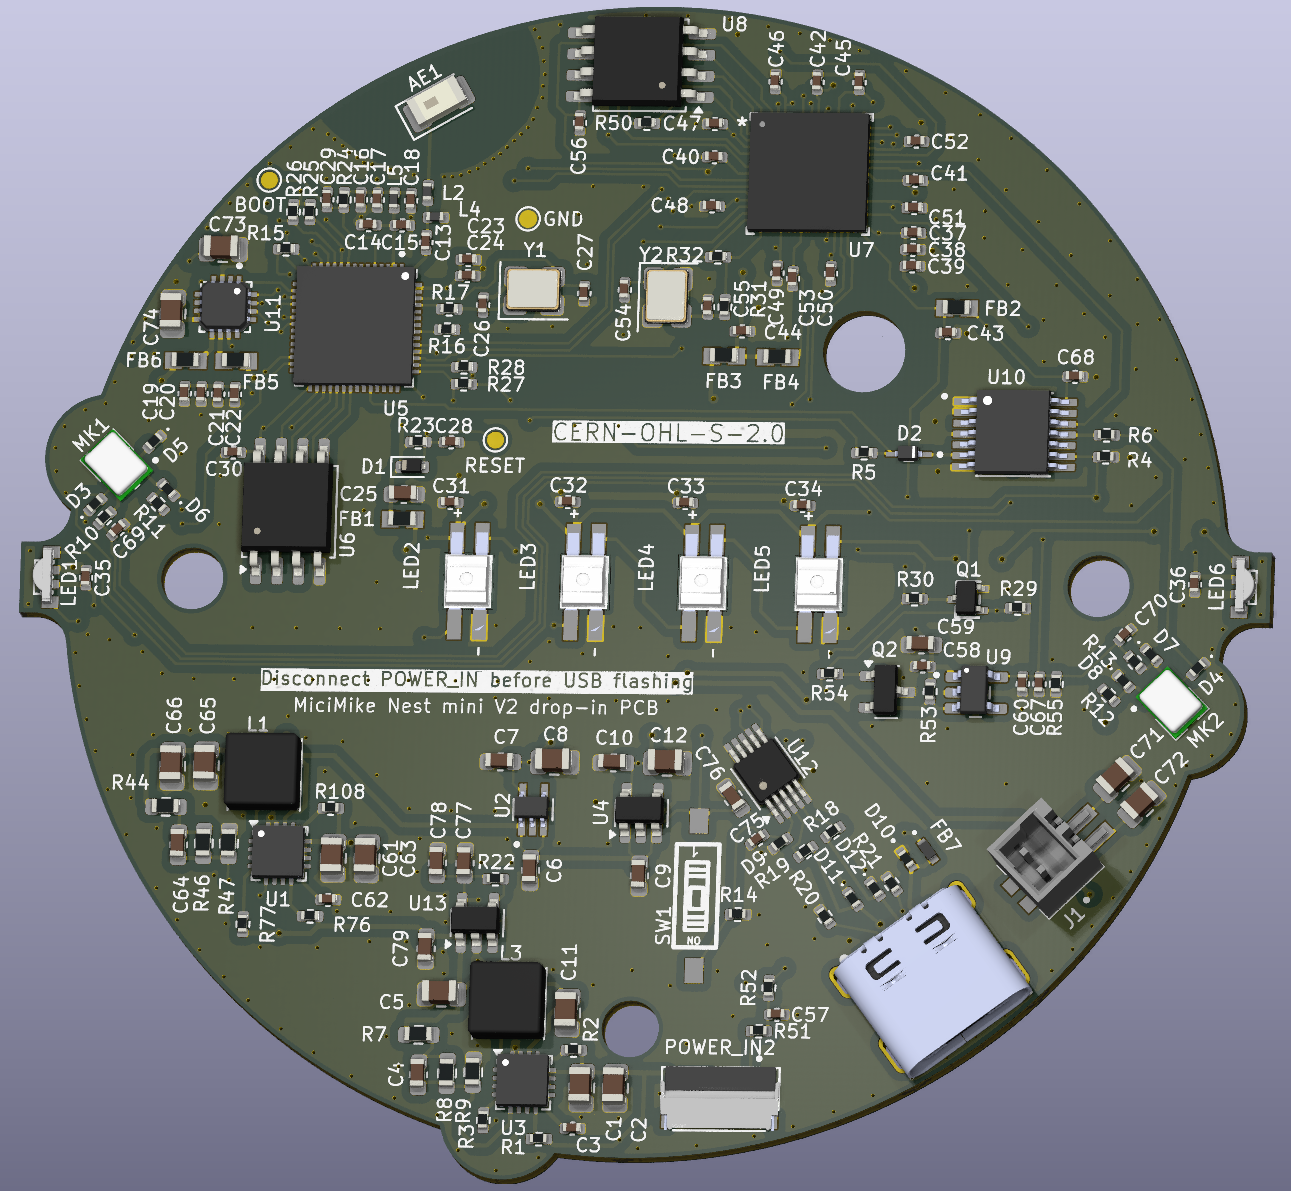 U8
C46
C42
C45
AE1
R50
C47
*
C56
C52
C40
C41
R26
R25
C29
R24
C16
C17
L5
C18
L2
BOOT
L4
C48
C51
C37
C38
C39
GND
C73
R15
C14
C15
C13
C23
C24
Y1
C27
Y2
R32
U7
U11
R17
C26
C54
C55
R31
C49
C53
C50
C74
R16
C44
FB2
C43
FB6
FB5
R28
R27
FB3
FB4
C68
U10
C19
C20
C21
C22
U5
R23
C28
CERN-OHL-S-2.0
D2
R6
R4
MK1
D5
C30
D1
RESET
R5
D3
D6
R11
R10
C69
C25
FB1
U6
C31
C32
C33
C34
+
+
+
+
LED1
C35
LED2
LED3
LED4
LED5
R30
Q1
R29
C36
LED6
C59
C58
Q2
U9
C70
D7
R13
D8
R12
D4
MK2
-
-
-
-
R54
R53
C60
C67
R55
Disconnect POWER_IN before USB flashing
MiciMike Nest mini V2 drop-in PCB
C66
C65
L1
C7
C8
C10
C12
C76
U12
C71
C72
R44
R108
U2
U4
C75
R18
D10
FB7
C64
R46
R47
U1
C61
C63
C78
C77
R22
C6
C9
D9
R19
D11
D12
R21
R20
R77
C62
R76
U13
SW1
R14
ON
1
J1
C79
L3
C11
C5
R7
R2
R52
C57
R51
POWER_IN2
C4
R8
R9
R3
U3
R1
C3
C1
C2